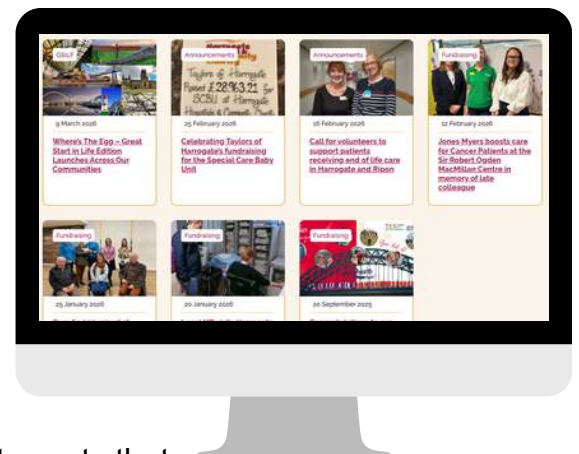 GSiLF
9 March 2026
Where's The Egg – Great
Start in Life Edition
Launches Across Our
Communities
Announcements
Taylors of Harrogate
Raised £28,963.21 for
SCBU at Harrogate
25 February 2026
Celebrating Taylors of
Harrogate's fundraising
for the Special Care Baby
Unit
Announcements
16 February 2026
Call for volunteers to
support patients
receiving end of life care
in Harrogate and Ripon
Fundraising
12 February 2026
Jones Myers boosts care
for Cancer Patients at the
Sir Robert Ogden
MacMillan Centre in
memory of late
colleague
Fundraising
25 January 2026
Fundraising
20 January 2026
Fundraising
20 September 2025